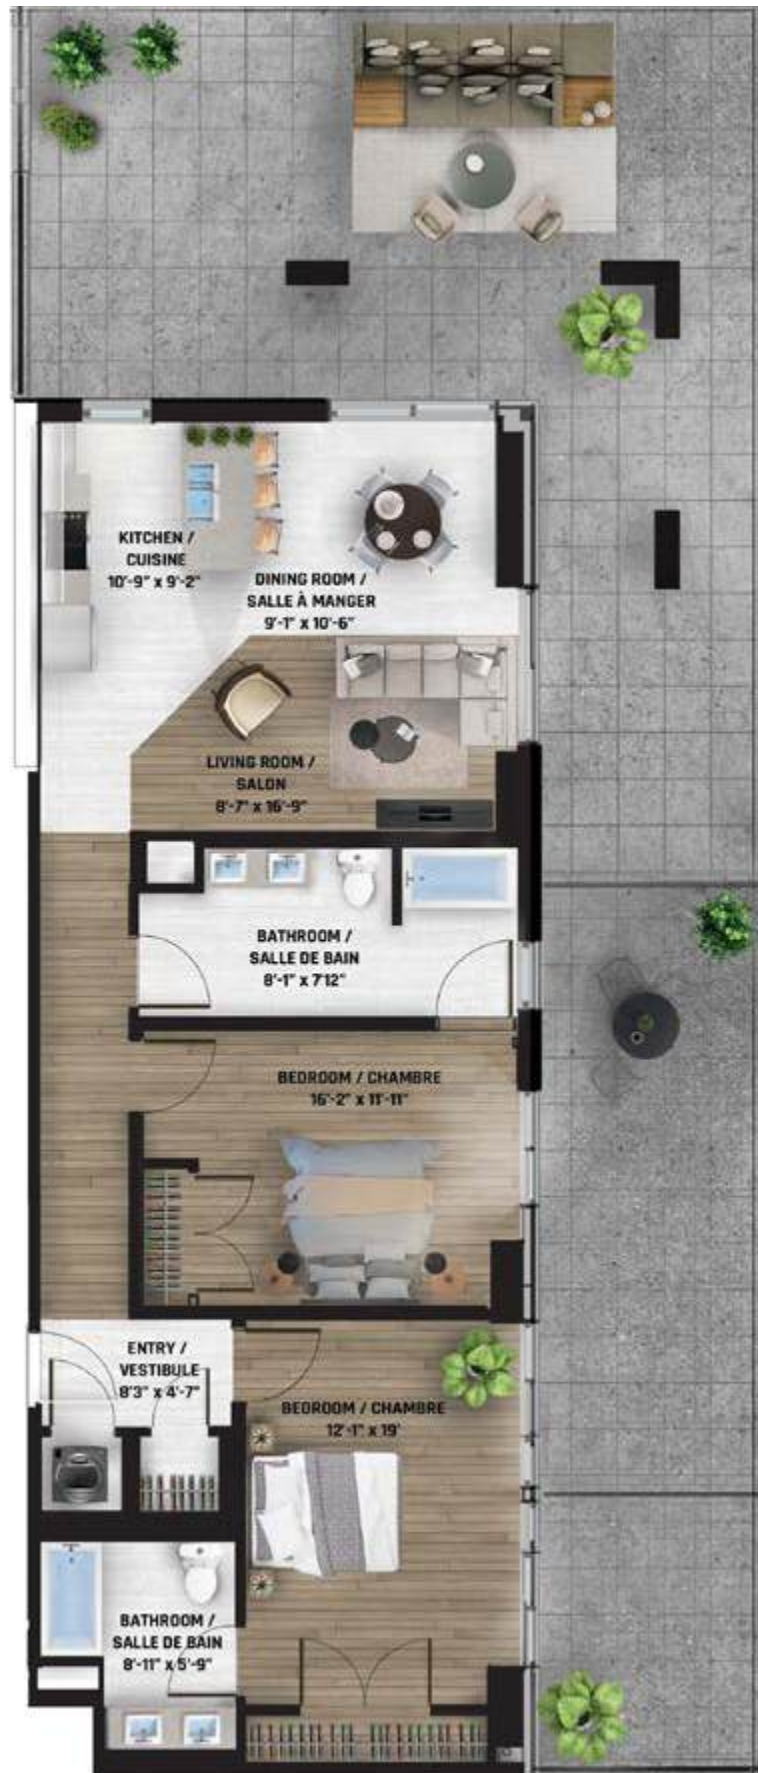 KITCHEN /
CUISINE
10'-9" x 9'-2"
DINING ROOM /
SALLE À MANGER
9'-1" x 10'-6"
LIVING ROOM /
SALON
8'-7" x 16'-9"
BATHROOM /
SALLE DE BAIN
8'-1" x 7'12"
BEDROOM / CHAMBRE
16'-2" x 11'-11"
ENTRY /
VESTIBULE
8'3" x 4'-7"
BEDROOM / CHAMBRE
12'-1" x 19'
BATHROOM /
SALLE DE BAIN
8'-11" x 5'-9"